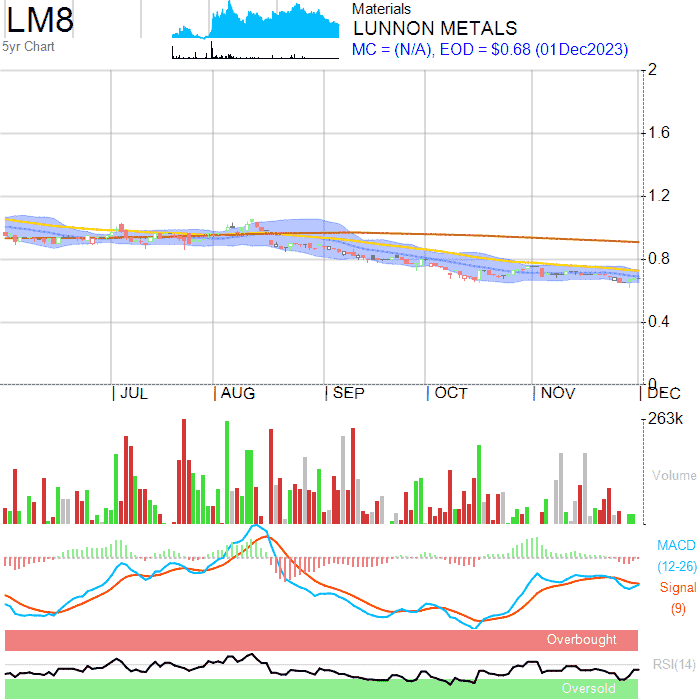 LM8
5yr Chart
Materials
LUNNON METALS
MC = (N/A), EOD = $0.68 (01Dec2023)
2
1.6
1.2
0.8
0.4
0
JUL AUG SEP OCT NOV DEC
263k
Volume
MACD
(12-26)
Signal
(9)
Overbought
RSI(14)
Oversold